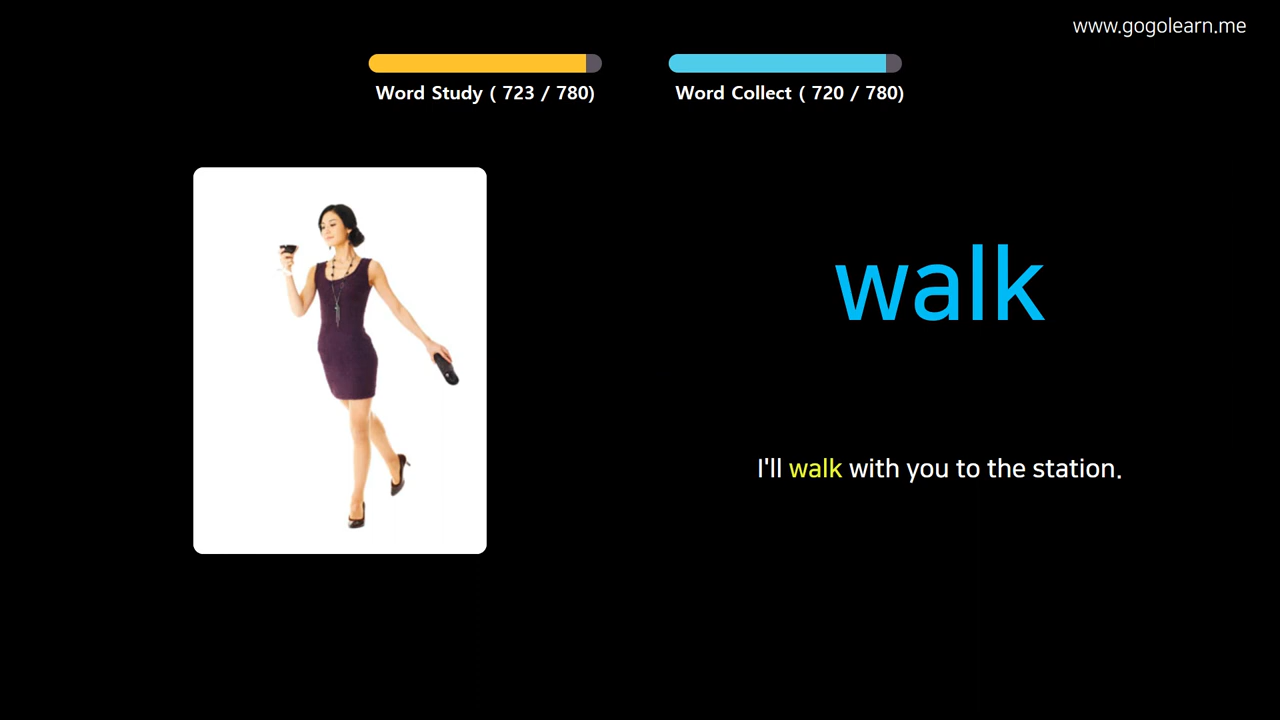 www.gogolearn.me
Word Study ( 723 / 780)
Word Collect ( 720 / 780)
walk
I'll walk with you to the station.